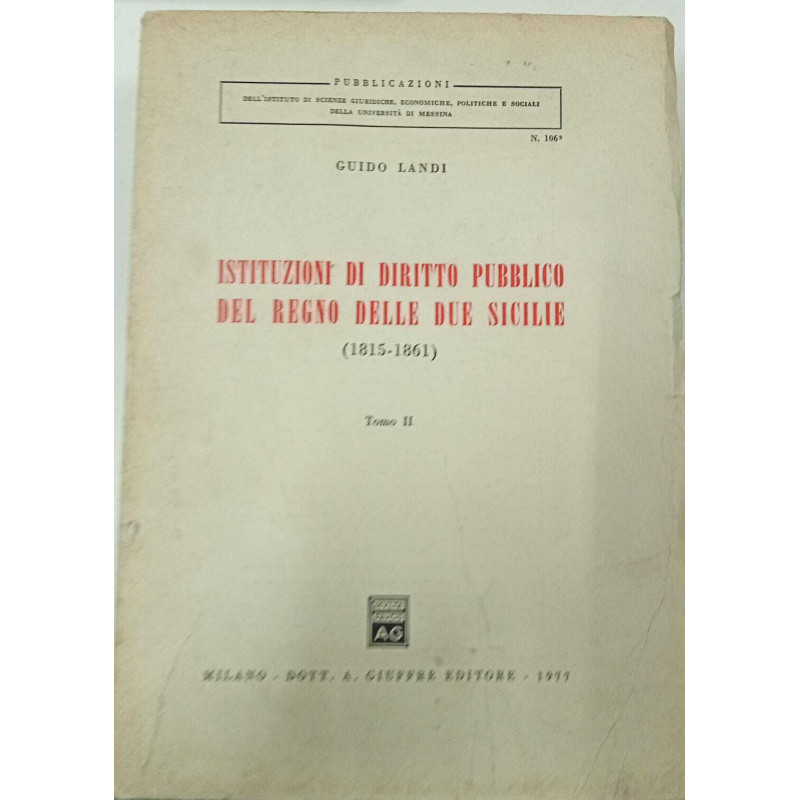 PUBBLICAZIONI
DELL'ISTITUTO DI SCIENZE GIURIDICHE, ECONOMICHE, POLITICHE E SOCIALI
DELLA UNIVERSITÀ DI MESSINA
N. 106²
GUIDO LANDI
ISTITUZIONI DI DIRITTO PUBBLICO
DEL REGNO DELLE DUE SICILIE
(1815-1861)
Tomo II
AG
MILANO - DOTT. A. GIUFFRÈ EDITORE - 1977